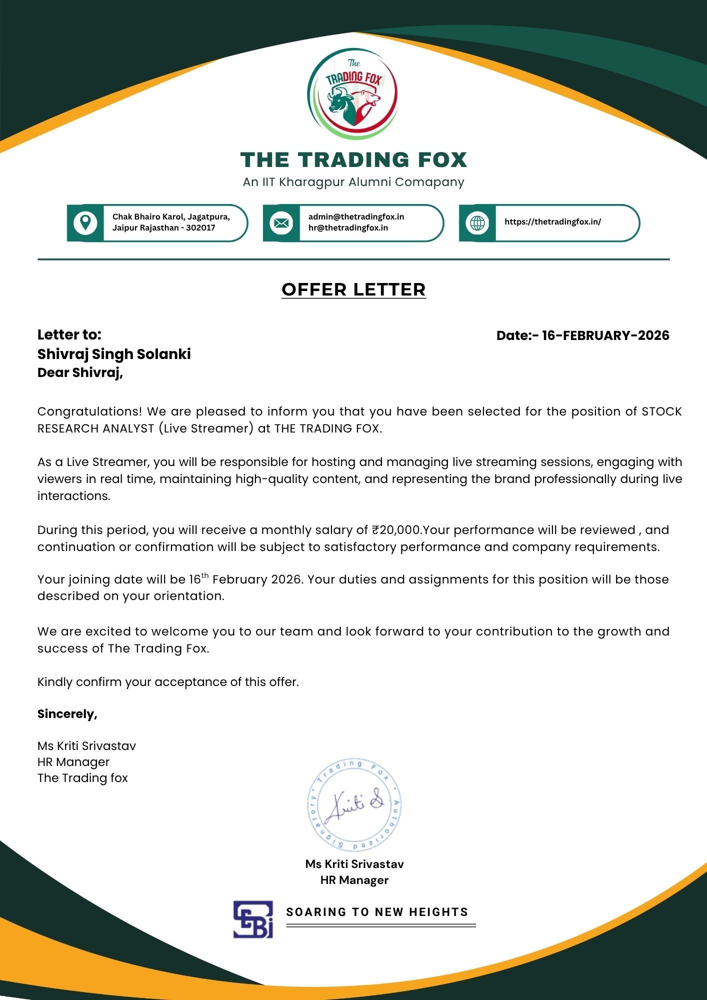 The
TRADING FOX
THE TRADING FOX
An IIT Kharagpur Alumni Comapany
Chak Bhairo Karol, Jagatpura,
Jaipur Rajasthan - 302017
admin@thetradingfox.in
hr@thetradingfox.in
https://thetradingfox.in/
OFFER LETTER
Letter to:
Date:- 16-FEBRUARY-2026
Shivraj Singh Solanki
Dear Shivraj,
Congratulations! We are pleased to inform you that you have been selected for the position of STOCK
RESEARCH ANALYST (Live Streamer) at THE TRADING FOX.
As a Live Streamer, you will be responsible for hosting and managing live streaming sessions, engaging with
viewers in real time, maintaining high-quality content, and representing the brand professionally during live
interactions.
During this period, you will receive a monthly salary of ₹20,000.Your performance will be reviewed , and
continuation or confirmation will be subject to satisfactory performance and company requirements.
Your joining date will be 16th February 2026. Your duties and assignments for this position will be those
described on your orientation.
We are excited to welcome you to our team and look forward to your contribution to the growth and
success of The Trading Fox.
Kindly confirm your acceptance of this offer.
Sincerely,
Ms Kriti Srivastav
HR Manager
The Trading fox
Trading Fox • Authorized Signatory •
Kriti S
Ms Kriti Srivastav
HR Manager
SEBI
SOARING TO NEW HEIGHTS